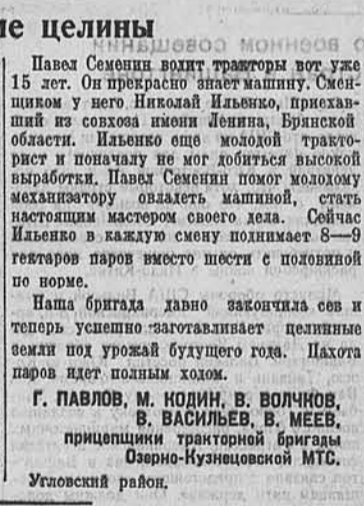 ие целины
Павел Семенин водит тракторы вот уже
15 лет. Он прекрасно знает машину. Смен-
щиком у него Николай Ильенко, приехав-
ший из совхоза имени Ленина, Брянской
области. Ильенко еще молодой тракто-
рист и поначалу не мог добиться высокой
выработки. Павел Семенин помог молодому
механизатору овладеть машиной, стать
настоящим мастером своего дела. Сейчас
Ильенко в каждую смену поднимает 8—9
гектаров паров вместо шести с половиной
по норме.
Наша бригада давно закончила сев и
теперь успешно заготавливает целинные
земли под урожай будущего года. Пахота
паров идет полным ходом.
Г. ПАВЛОВ, М. КОДИН, В. ВОЛЧКОВ,
В. ВАСИЛЬЕВ, В. МЕЕВ,
прицепщики тракторной бригады
Озерно-Кузнецовской МТС.
Угловский район.